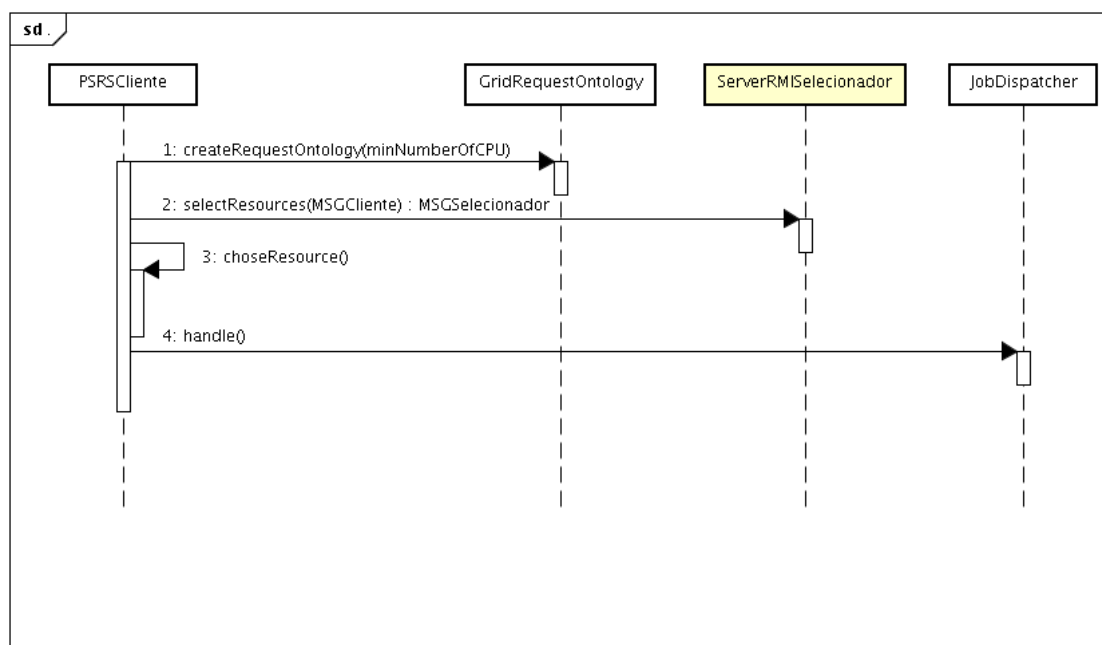 sd .
PSRSCliente
GridRequestOntology
ServerRMISelecionador
JobDispatcher
1: createRequestOntology(minNumberOfCPU)
2: selectResources(MSGCliente) : MSGSelecionador
3: choseResource()
4: handle()